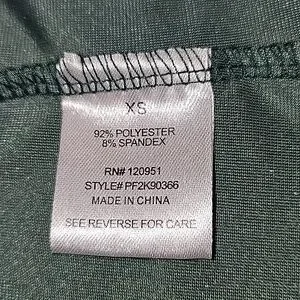 XS
92% POLYESTER
8% SPANDEX
RN# 120951
STYLE# PF2K90366
MADE IN CHINA
SEE REVERSE FOR CARE